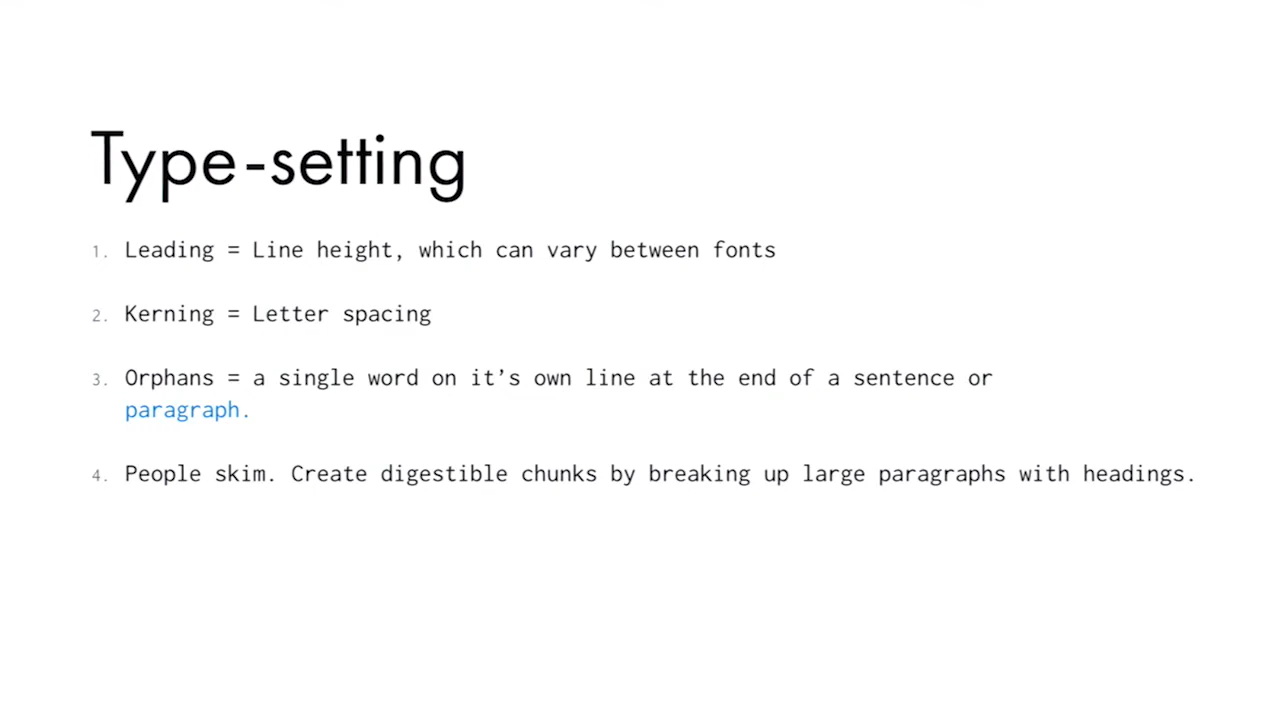 Type-setting
1. Leading = Line height, which can vary between fonts
2. Kerning = Letter spacing
3. Orphans = a single word on it’s own line at the end of a sentence or
paragraph.
4. People skim. Create digestible chunks by breaking up large paragraphs with headings.